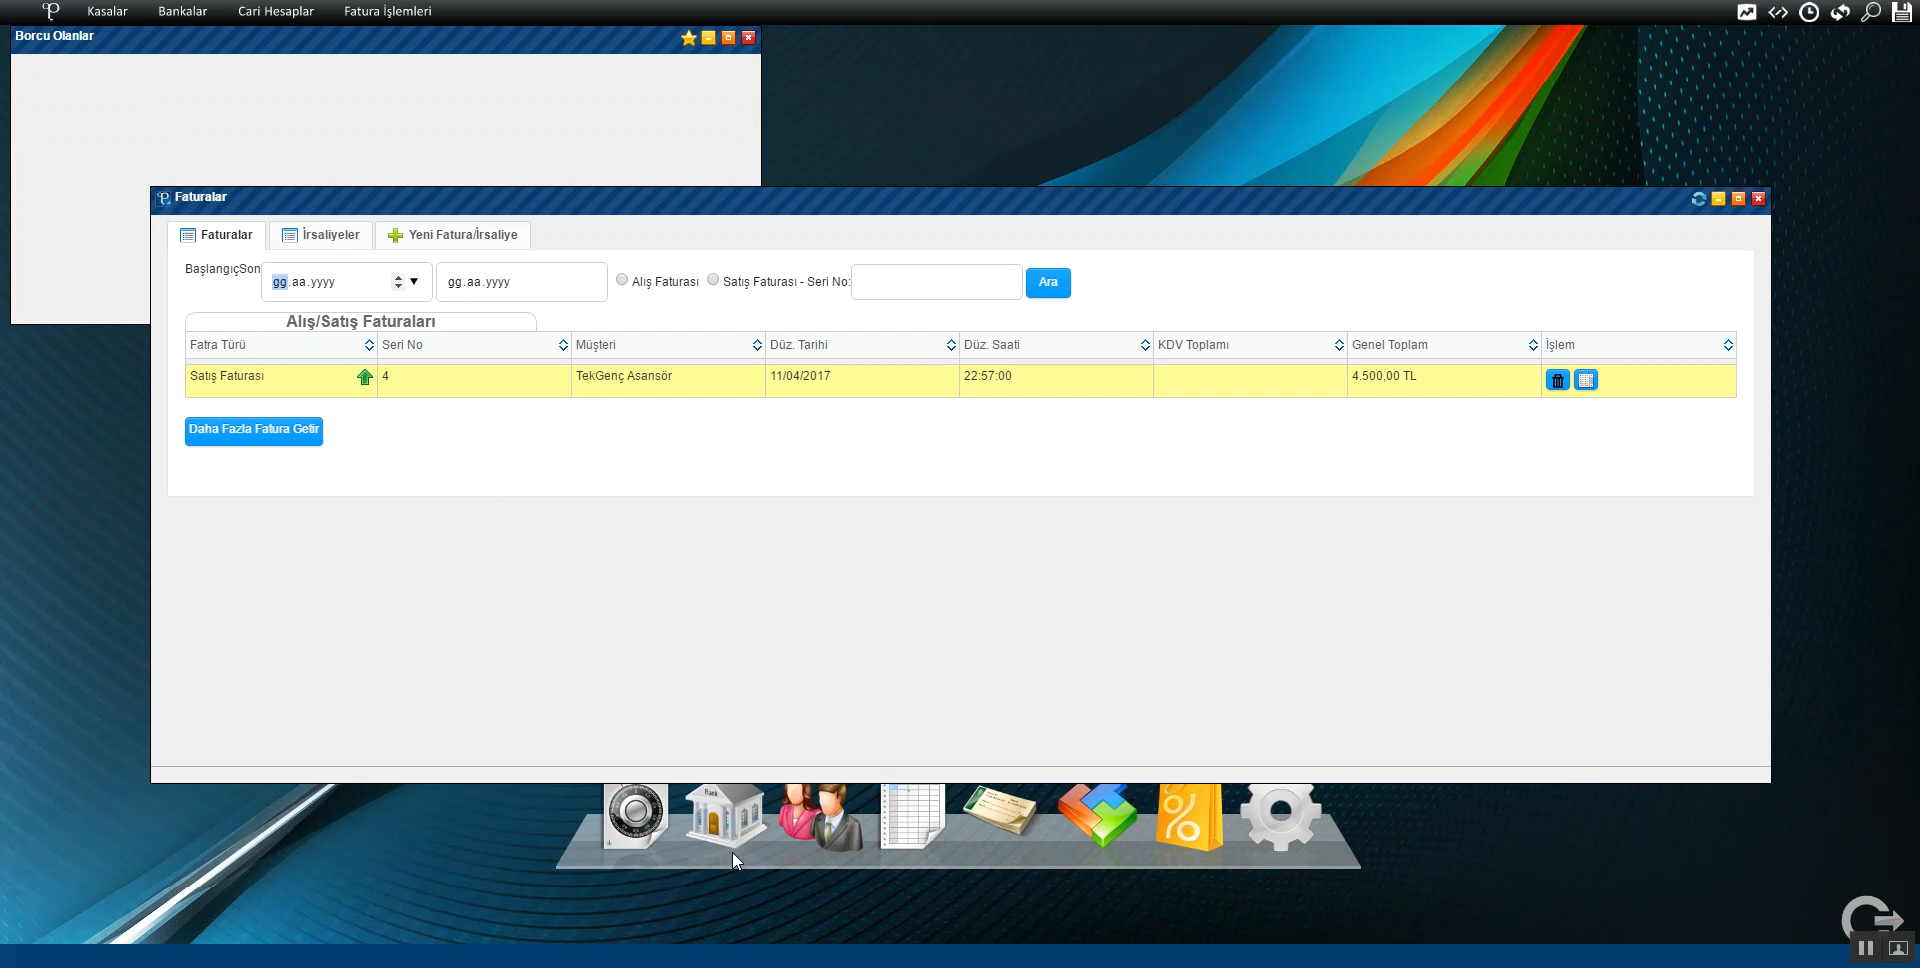 Kasalar Bankalar Cari Hesaplar Fatura İşlemleri
Borcu Olanlar
Faturalar
Faturalar İrsaliyeler Yeni Fatura/İrsaliye
BaşlangıçSon gg.aa.yyyy gg.aa.yyyy Alış Faturası Satış Faturası - Seri No: Ara
Alış/Satış Faturaları
Fatra Türü Seri No Müşteri Düz. Tarihi Düz. Saati KDV Toplamı Genel Toplam İşlem
Satış Faturası 4 TekGenç Asansör 11/04/2017 22:57:00 4.500,00 TL
Daha Fazla Fatura Getir
Bank